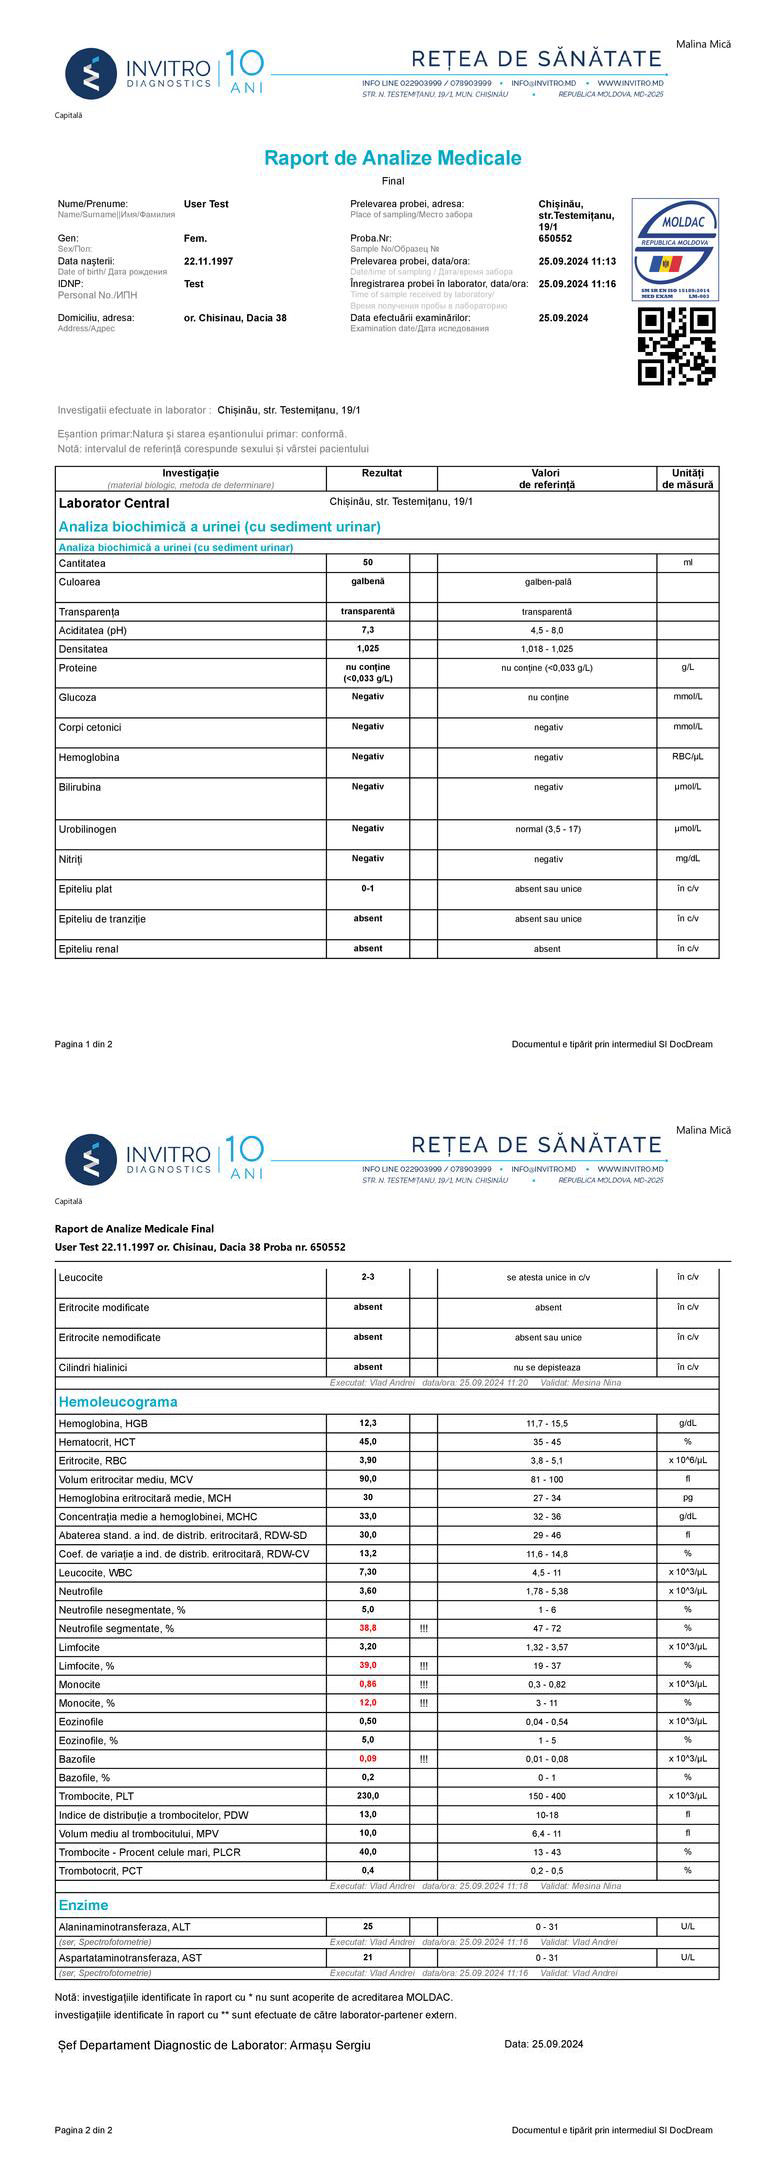 Malina Mică
INVITRO DIAGNOSTICS 10 ANI
REȚEA DE SĂNĂTATE
INFO LINE 022903999 / 078903999 • INFO@INVITRO.MD • WWW.INVITRO.MD
STR. N. TESTEMIȚANU, 19/1, MUN. CHIȘINĂU • REPUBLICA MOLDOVA, MD-2025
Capitală
Raport de Analize Medicale
Final
Nume/Prenume: User Test Prelevarea probei, adresa: Chișinău,
Name/Surname||Имя/Фамилия Place of sampling/Место забора str.Testemițanu,
19/1
Gen: Fem. Proba.Nr: 650552
Sex/Пол: Sample No/Образец №
Data nașterii: 22.11.1997 Prelevarea probei, data/ora: 25.09.2024 11:13
Date of birth/ Дата рождения Date/time of sampling / Дата/время забора
IDNP: Test Înregistrarea probei în laborator, data/ora: 25.09.2024 11:16
Personal No./ИПН Time of sample received by laboratory/
Время получения пробы в лабораторию
Domiciliu, adresa: or. Chisinau, Dacia 38 Data efectuării examinărilor: 25.09.2024
Address/Адрес Examination date/Дата иследования
MOLDAC
REPUBLICA MOLDOVA
SM SR EN ISO 15189:2014
MED EXAM LM-003
Investigatii efectuate in laborator : Chișinău, str. Testemițanu, 19/1
Eșantion primar:Natura și starea eșantionului primar: conformă.
Notă: intervalul de referință corespunde sexului și vârstei pacientului
Investigație Rezultat Valori Unități
(material biologic, metoda de determinare) de referință de măsură
Laborator Central Chișinău, str. Testemițanu, 19/1
Analiza biochimică a urinei (cu sediment urinar)
Analiza biochimică a urinei (cu sediment urinar)
Cantitatea 50 ml
Culoarea galbenă galben-pală
Transparența transparentă transparentă
Aciditatea (pH) 7,3 4,5 - 8,0
Densitatea 1,025 1,018 - 1,025
Proteine nu conține nu conține (<0,033 g/L) g/L
(<0,033 g/L)
Glucoza Negativ nu conține mmol/L
Corpi cetonici Negativ negativ mmol/L
Hemoglobina Negativ negativ RBC/µL
Bilirubina Negativ negativ µmol/L
Urobilinogen Negativ normal (3,5 - 17) µmol/L
Nitriți Negativ negativ mg/dL
Epiteliu plat 0-1 absent sau unice în c/v
Epiteliu de tranziție absent absent sau unice în c/v
Epiteliu renal absent absent în c/v
Pagina 1 din 2 Documentul e tipărit prin intermediul SI DocDream
Malina Mică
INVITRO DIAGNOSTICS 10 ANI
REȚEA DE SĂNĂTATE
INFO LINE 022903999 / 078903999 • INFO@INVITRO.MD • WWW.INVITRO.MD
STR. N. TESTEMIȚANU, 19/1, MUN. CHIȘINĂU • REPUBLICA MOLDOVA, MD-2025
Capitală
Raport de Analize Medicale Final
User Test 22.11.1997 or. Chisinau, Dacia 38 Proba nr. 650552
Leucocite 2-3 se atesta unice in c/v în c/v
Eritrocite modificate absent absent în c/v
Eritrocite nemodificate absent absent sau unice în c/v
Cilindri hialinici absent nu se depisteaza în c/v
Executat: Vlad Andrei data/ora: 25.09.2024 11:20 Validat: Mesina Nina
Hemoleucograma
Hemoglobina, HGB 12,3 11,7 - 15,5 g/dL
Hematocrit, HCT 45,0 35 - 45 %
Eritrocite, RBC 3,90 3,8 - 5,1 x 10^6/µL
Volum eritrocitar mediu, MCV 90,0 81 - 100 fl
Hemoglobina eritrocitară medie, MCH 30 27 - 34 pg
Concentrația medie a hemoglobinei, MCHC 33,0 32 - 36 g/dL
Abaterea stand. a ind. de distrib. eritrocitară, RDW-SD 30,0 29 - 46 fl
Coef. de variație a ind. de distrib. eritrocitară, RDW-CV 13,2 11,6 - 14,8 %
Leucocite, WBC 7,30 4,5 - 11 x 10^3/µL
Neutrofile 3,60 1,78 - 5,38 x 10^3/µL
Neutrofile nesegmentate, % 5,0 1 - 6 %
Neutrofile segmentate, % 38,8 !!! 47 - 72 %
Limfocite 3,20 1,32 - 3,57 x 10^3/µL
Limfocite, % 39,0 !!! 19 - 37 %
Monocite 0,86 !!! 0,3 - 0,82 x 10^3/µL
Monocite, % 12,0 !!! 3 - 11 %
Eozinofile 0,50 0,04 - 0,54 x 10^3/µL
Eozinofile, % 5,0 1 - 5 %
Bazofile 0,09 !!! 0,01 - 0,08 x 10^3/µL
Bazofile, % 0,2 0 - 1 %
Trombocite, PLT 230,0 150 - 400 x 10^3/µL
Indice de distribuție a trombocitelor, PDW 13,0 10-18 fl
Volum mediu al trombocitului, MPV 10,0 6,4 - 11 fl
Trombocite - Procent celule mari, PLCR 40,0 13 - 43 %
Trombotocrit, PCT 0,4 0,2 - 0,5 %
Executat: Vlad Andrei data/ora: 25.09.2024 11:18 Validat: Mesina Nina
Enzime
Alaninaminotransferaza, ALT 25 0 - 31 U/L
(ser, Spectrofotometrie) Executat: Vlad Andrei data/ora: 25.09.2024 11:16 Validat: Vlad Andrei
Aspartataminotransferaza, AST 21 0 - 31 U/L
(ser, Spectrofotometrie) Executat: Vlad Andrei data/ora: 25.09.2024 11:16 Validat: Vlad Andrei
Notă: investigațiile identificate în raport cu * nu sunt acoperite de acreditarea MOLDAC.
investigațiile identificate în raport cu ** sunt efectuate de către laborator-partener extern.
Șef Departament Diagnostic de Laborator: Armașu Sergiu Data: 25.09.2024
Pagina 2 din 2 Documentul e tipărit prin intermediul SI DocDream